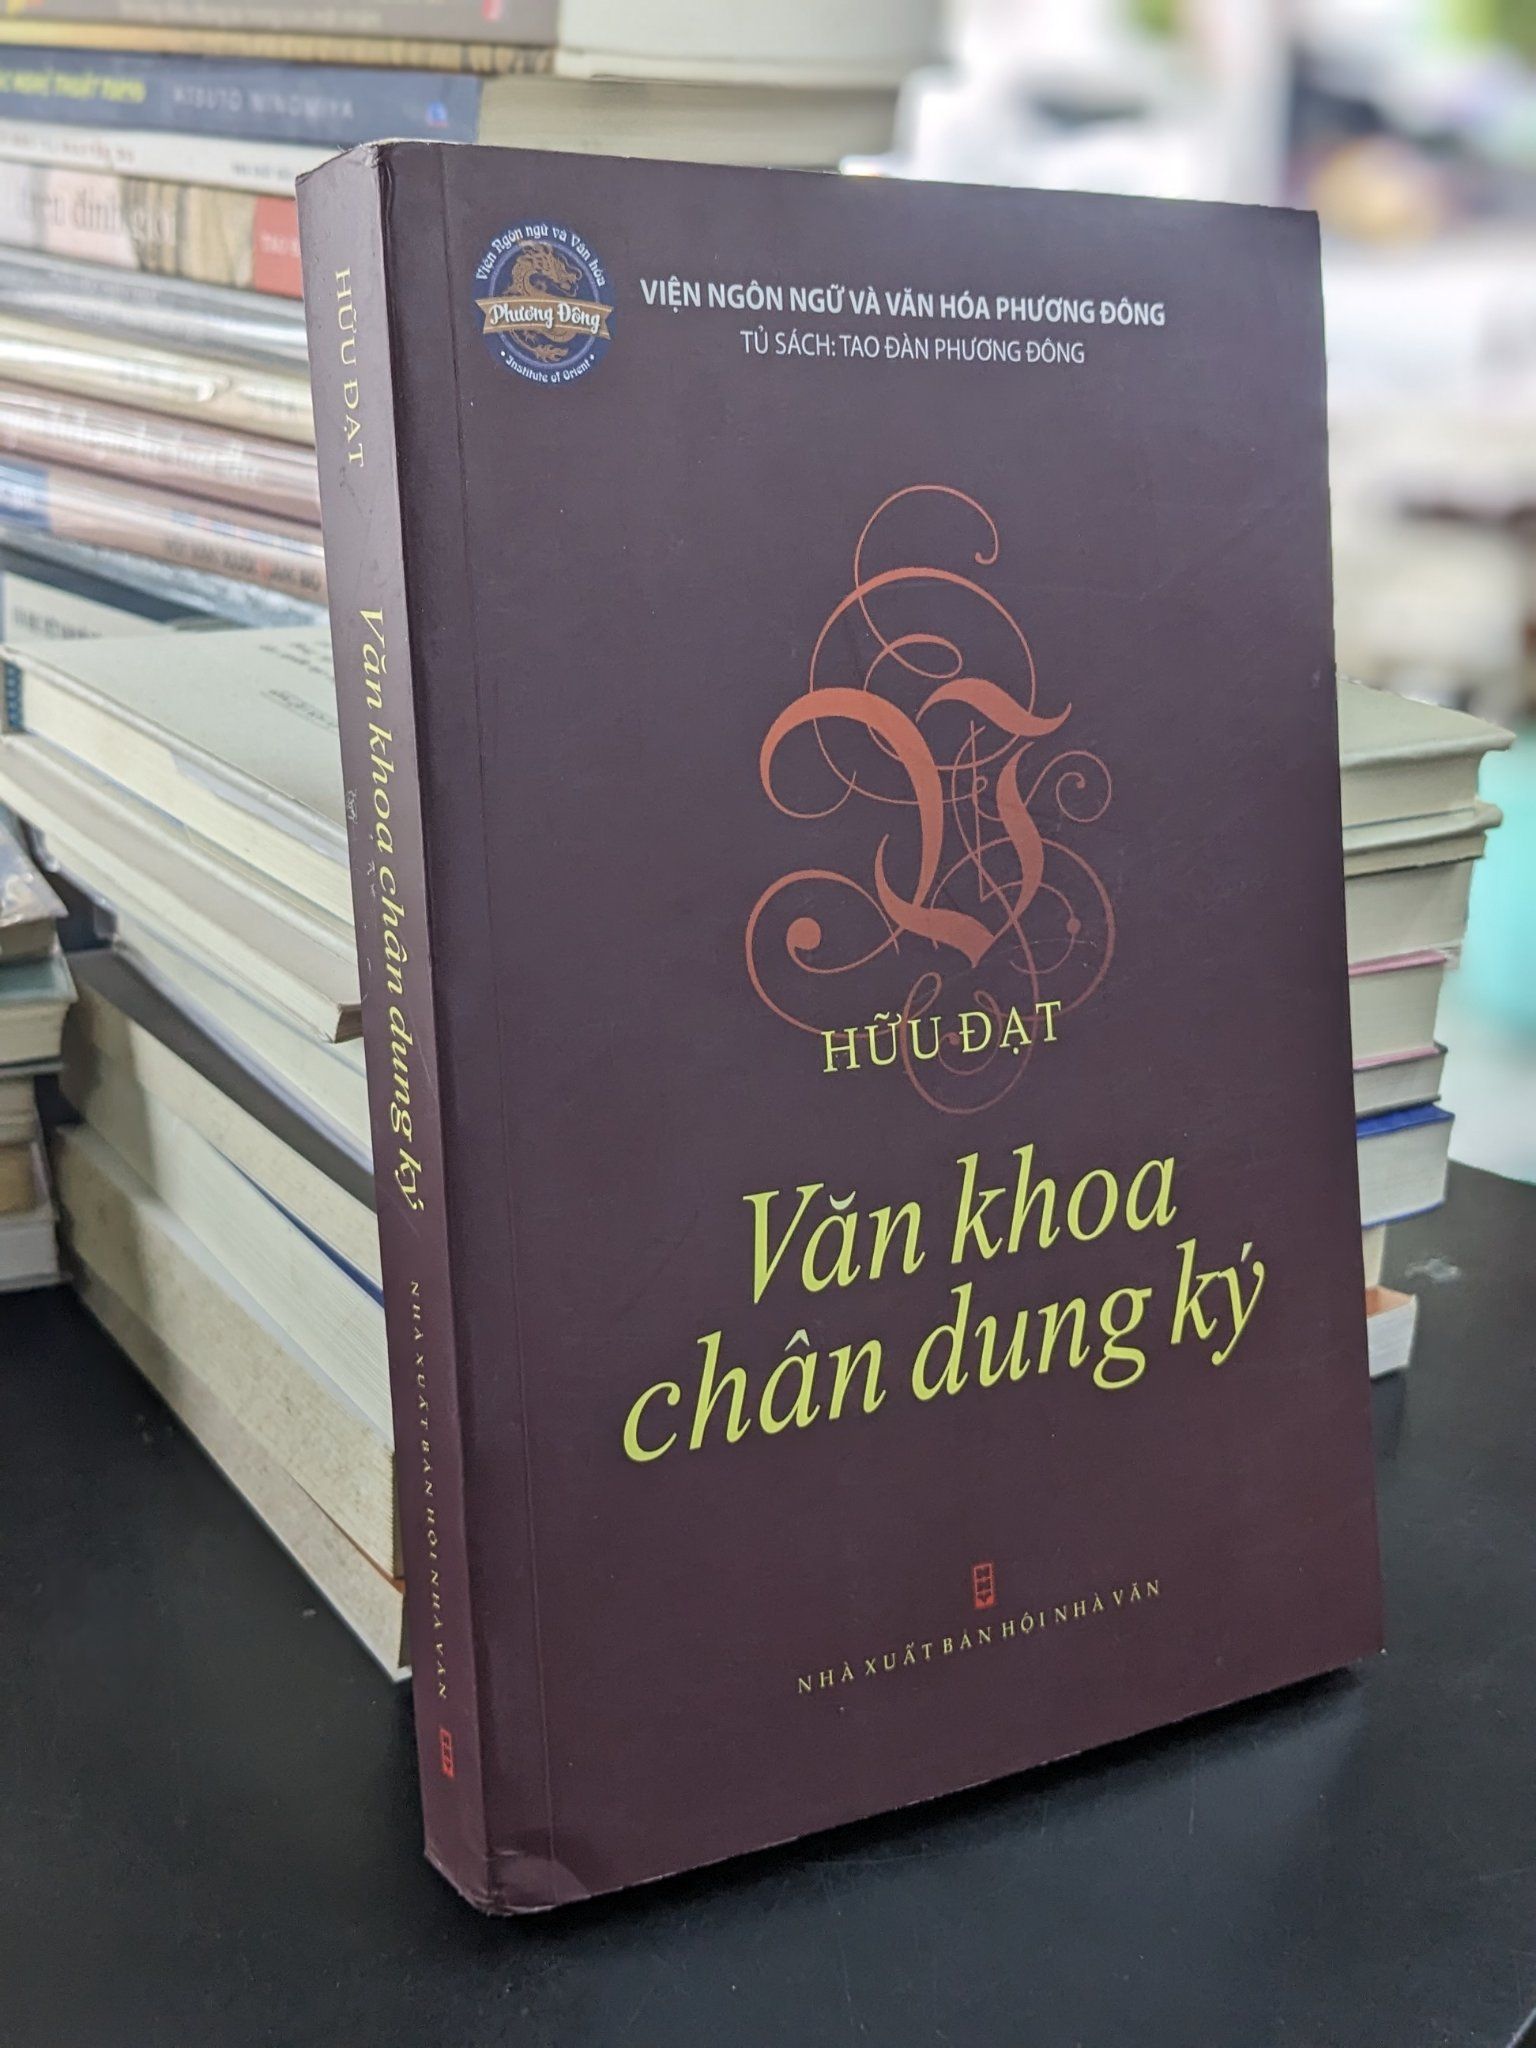 Viện Ngôn ngữ và Văn hóa
Phương Đông
Institute of Orient
VIỆN NGÔN NGỮ VÀ VĂN HÓA PHƯƠNG ĐÔNG
TỦ SÁCH: TAO ĐÀN PHƯƠNG ĐÔNG
HỮU ĐẠT
Văn khoa
chân dung ký
NHÀ XUẤT BẢN HỘI NHÀ VĂN
HỮU ĐẠT
Văn khoa chân dung ký
NHÀ XUẤT BẢN HỘI NHÀ VĂN